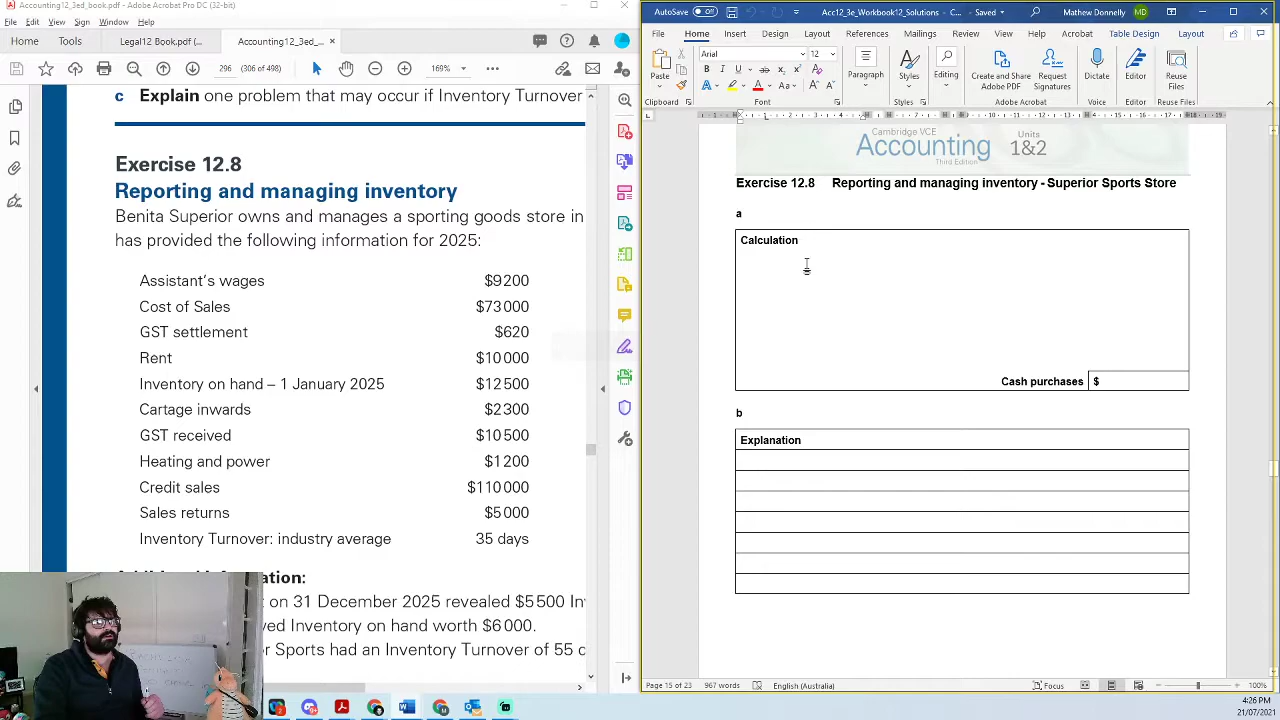 Accounting12_3ed_book.pdf - Adobe Acrobat Pro DC (32-bit)
File Edit View Sign Window Help
Home Tools Legal12 Book.pdf (... Accounting12_3ed_... ×
296 (306 of 498) 169%
c Explain one problem that may occur if Inventory Turnover
Exercise 12.8
Reporting and managing inventory
Benita Superior owns and manages a sporting goods store in
has provided the following information for 2025:
Assistant's wages $9200
Cost of Sales $73000
GST settlement $620
Rent $10000
Inventory on hand – 1 January 2025 $12500
Cartage inwards $2300
GST received $10500
Heating and power $1200
Credit sales $110000
Sales returns $5000
Inventory Turnover: industry average 35 days
ation:
on 31 December 2025 revealed $5500 In
ved Inventory on hand worth $6000.
r Sports had an Inventory Turnover of 55 d
AutoSave Off Acc12_3e_Workbook12_Solutions - C... - Saved Mathew Donnelly MD
File Home Insert Draw Design Layout References Mailings Review View Help Acrobat Table Design Layout
Paste Arial 12 Paragraph Styles Editing Create and Share Adobe PDF Request Signatures Dictate Editor Reuse Files
Clipboard Font Styles Adobe Acrobat Voice Editor Reuse Files
Cambridge VCE
Accounting
Third Edition
Units
1&2
Exercise 12.8 Reporting and managing inventory - Superior Sports Store
a
Calculation
Cash purchases $
b
Explanation
Page 15 of 23 967 words English (Australia) Focus 100%
4:26 PM
21/07/2021